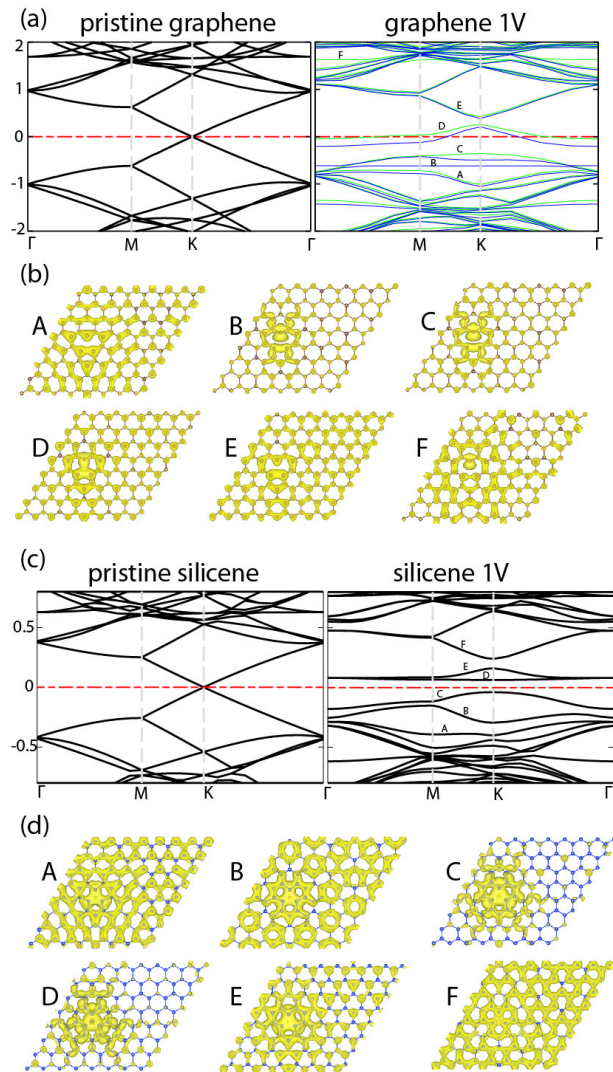 (a)
pristine graphene
graphene 1V
2
1
0
-1
-2
F
E
D
C
B
A
Γ
M
K
Γ
M
K
Γ
(b)
A
B
C
D
E
F
(c)
pristine silicene
silicene 1V
0.5
0
-0.5
F
E
D
C
B
A
Γ
M
K
Γ
M
K
Γ
(d)
A
B
C
D
E
F